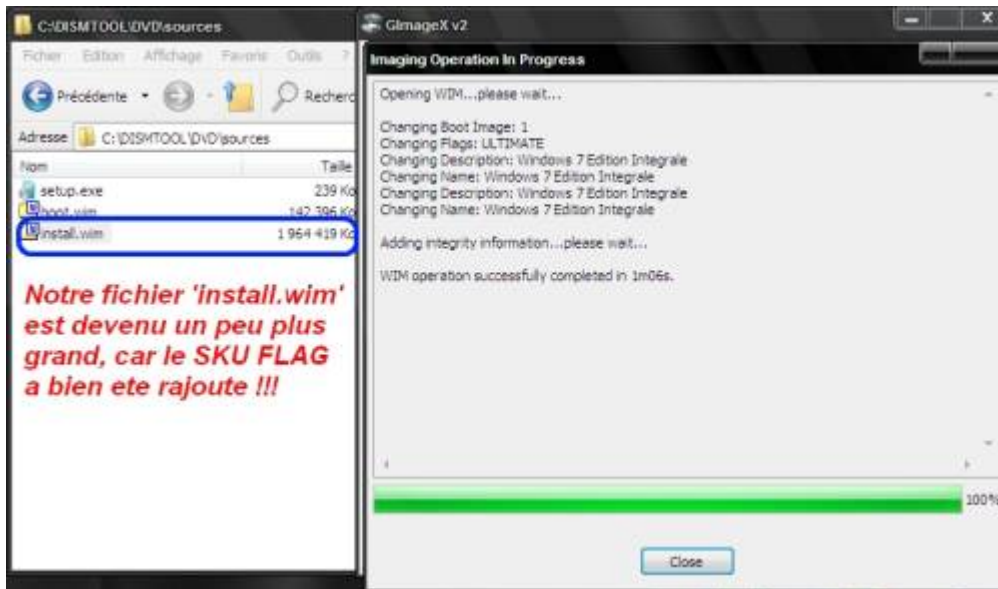 C:\DISMTOOL\DVD\sources
Fichier Edition Affichage Favoris Outils ?
Précédente Recherc
Adresse C:\DISMTOOL\DVD\sources
Nom Taille
setup.exe 239 Ko
boot.wim 142 396 Ko
install.wim 1 964 419 Ko
Notre fichier 'install.wim'
est devenu un peu plus
grand, car le SKU FLAG
a bien ete rajoute !!!
GImageX v2
Imaging Operation In Progress
Opening WIM...please wait...
Changing Boot Image: 1
Changing Flags: ULTIMATE
Changing Description: Windows 7 Edition Integrale
Changing Name: Windows 7 Edition Integrale
Changing Description: Windows 7 Edition Integrale
Changing Name: Windows 7 Edition Integrale
Adding integrity information...please wait...
WIM operation successfully completed in 1m06s.
100%
Close